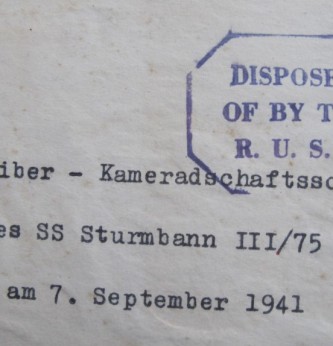 DISPOSE
OF BY T
R. U. S.
iber - Kameradschaftssc
es SS Sturmbann III/75
am 7. September 1941